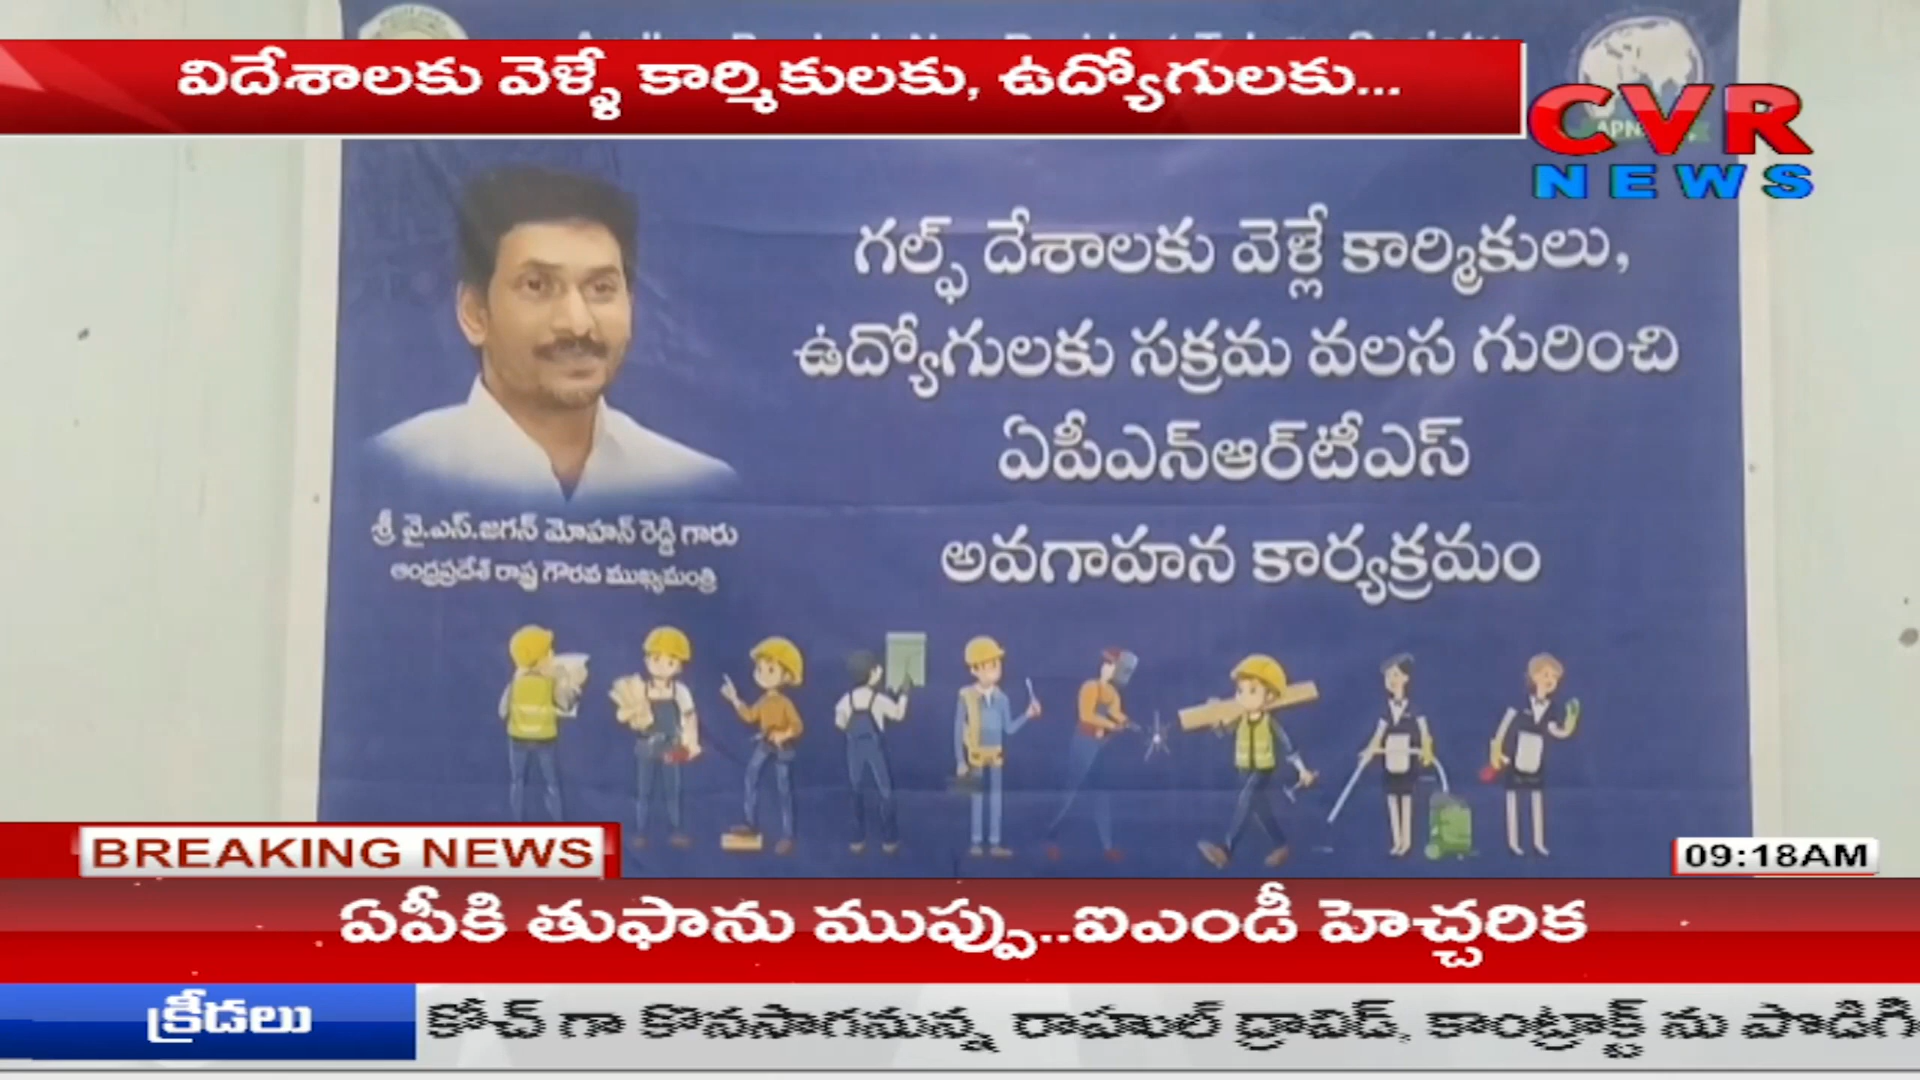 విదేశాలకు వెళ్ళే కార్మికులకు, ఉద్యోగులకు...
CVR
NEWS
గల్ఫ్ దేశాలకు వెళ్లే కార్మికులు,
ఉద్యోగులకు సక్రమ వలస గురించి
ఏపీఎన్ఆర్‌టీఎస్
అవగాహన కార్యక్రమం
శ్రీ వై.ఎస్.జగన్ మోహన్ రెడ్డి గారు
ఆంధ్రప్రదేశ్ రాష్ట్ర గౌరవ ముఖ్యమంత్రి
BREAKING NEWS
09:18AM
ఏపీకి తుఫాను ముప్పు..ఐఎండీ హెచ్చరిక
క్రీడలు
కోచ్ గా కొనసాగనున్న రాహుల్ ద్రావిడ్, కాంట్రాక్ట్ ను